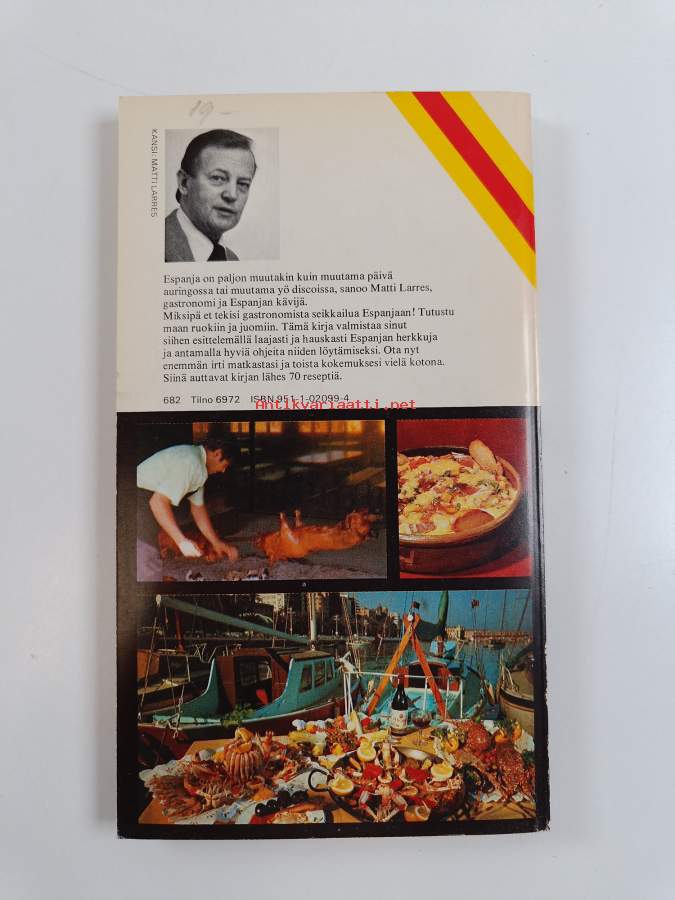 19-
KANSI: MATTI LARRES
Espanja on paljon muutakin kuin muutama päivä
auringossa tai muutama yö discoissa, sanoo Matti Larres,
gastronomi ja Espanjan kävijä.
Miksipä et tekisi gastronomista seikkailua Espanjaan! Tutustu
maan ruokiin ja juomiin. Tämä kirja valmistaa sinut
siihen esittelemällä laajasti ja hauskasti Espanjan herkkuja
ja antamalla hyviä ohjeita niiden löytämiseksi. Ota nyt
enemmän irti matkastasi ja toista kokemuksesi vielä kotona.
Siinä auttavat kirjan lähes 70 reseptiä.
682 Tilno 6972 ISBN 951-1-02099-4
Antikvariaatti.net